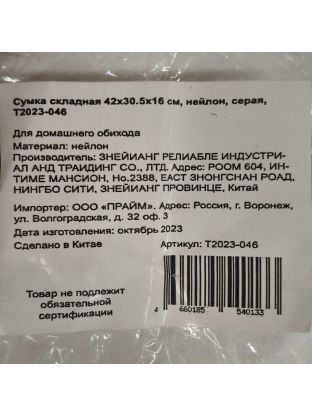 Сумка складная 42х30.5х16 см, нейлон, серая,
Т2023-046
Для домашнего обихода
Материал: нейлон
Производитель: ЗНЕЙИАНГ РЕЛИАБЛЕ ИНДУСТРИ-
АЛ АНД ТРАИДИНГ СО., ЛТД. Адрес: РООМ 604, ИН-
ТИМЕ МАНСИОН, Но.2388, ЕАСТ ЗНОНГСНАН РОАД,
НИНГБО СИТИ, ЗНЕЙИАНГ ПРОВИНЦЕ, Китай
Импортер: ООО «ПРАЙМ». Адрес: Россия, г. Воронеж,
ул. Волгоградская, д. 32 оф. 3
Дата изготовления: октябрь 2023
Сделано в Китае
Артикул: Т2023-046
Товар не подлежит
обязательной
сертификации
4 660185 540133